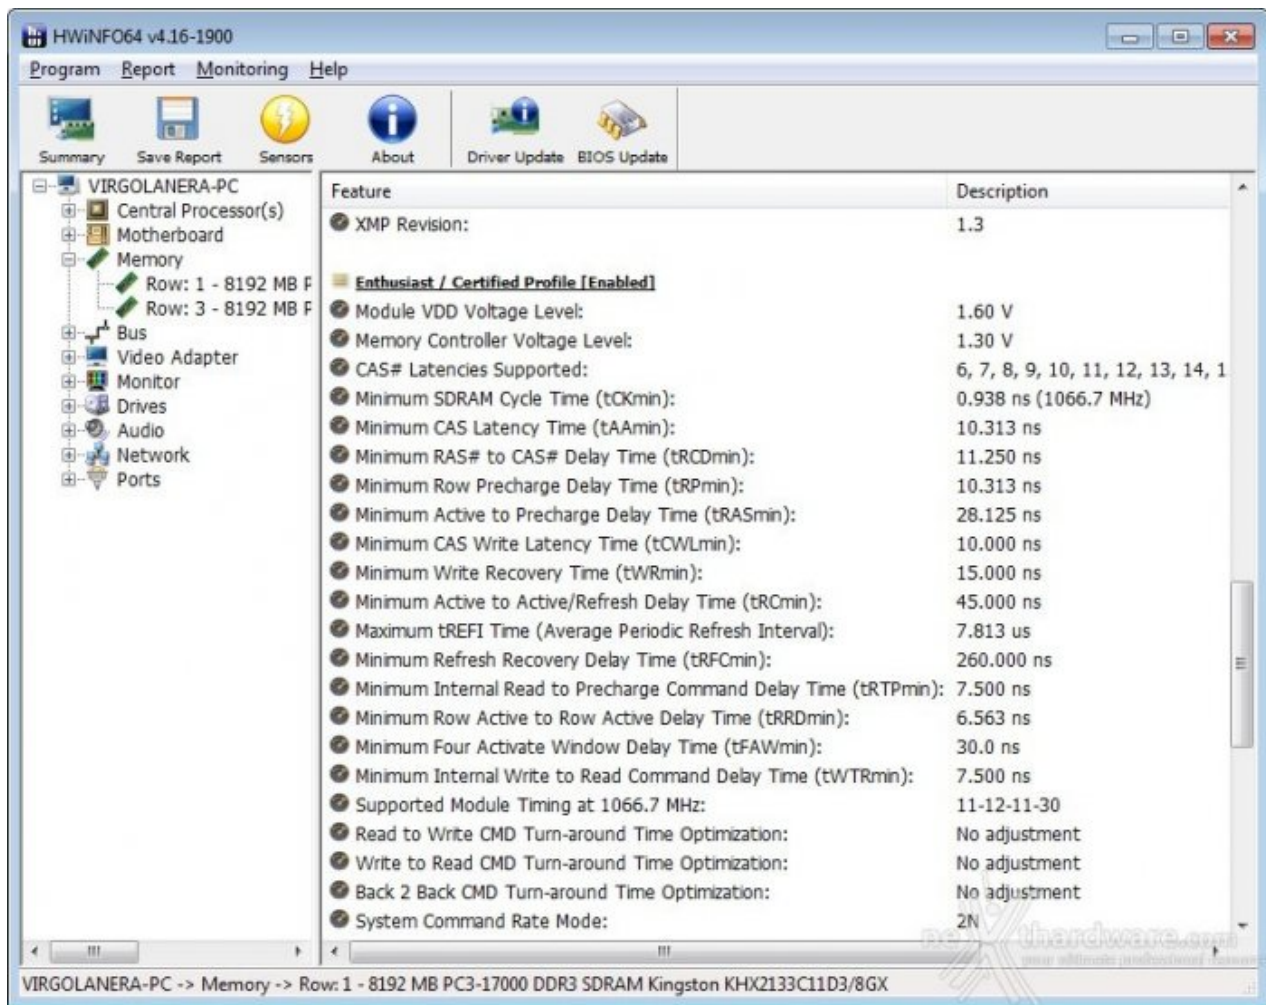 HWiNFO64 v4.16-1900
Program Report Monitoring Help
Summary Save Report Sensors About Driver Update BIOS Update
VIRGOLANERA-PC
Central Processor(s)
Motherboard
Memory
Row: 1 - 8192 MB P
Row: 3 - 8192 MB P
Bus
Video Adapter
Monitor
Drives
Audio
Network
Ports
Feature Description
XMP Revision: 1.3
Enthusiast / Certified Profile [Enabled]
Module VDD Voltage Level: 1.60 V
Memory Controller Voltage Level: 1.30 V
CAS# Latencies Supported: 6, 7, 8, 9, 10, 11, 12, 13, 14, 1
Minimum SDRAM Cycle Time (tCKmin): 0.938 ns (1066.7 MHz)
Minimum CAS Latency Time (tAAmin): 10.313 ns
Minimum RAS# to CAS# Delay Time (tRCDmin): 11.250 ns
Minimum Row Precharge Delay Time (tRPmin): 10.313 ns
Minimum Active to Precharge Delay Time (tRASmin): 28.125 ns
Minimum CAS Write Latency Time (tCWLmin): 10.000 ns
Minimum Write Recovery Time (tWRmin): 15.000 ns
Minimum Active to Active/Refresh Delay Time (tRCmin): 45.000 ns
Maximum tREFI Time (Average Periodic Refresh Interval): 7.813 us
Minimum Refresh Recovery Delay Time (tRFCmin): 260.000 ns
Minimum Internal Read to Precharge Command Delay Time (tRTPmin): 7.500 ns
Minimum Row Active to Row Active Delay Time (tRRDmin): 6.563 ns
Minimum Four Activate Window Delay Time (tFAWmin): 30.0 ns
Minimum Internal Write to Read Command Delay Time (tWTRmin): 7.500 ns
Supported Module Timing at 1066.7 MHz: 11-12-11-30
Read to Write CMD Turn-around Time Optimization: No adjustment
Write to Read CMD Turn-around Time Optimization: No adjustment
Back 2 Back CMD Turn-around Time Optimization: No adjustment
System Command Rate Mode: 2N
VIRGOLANERA-PC -> Memory -> Row: 1 - 8192 MB PC3-17000 DDR3 SDRAM Kingston KHX2133C11D3/8GX